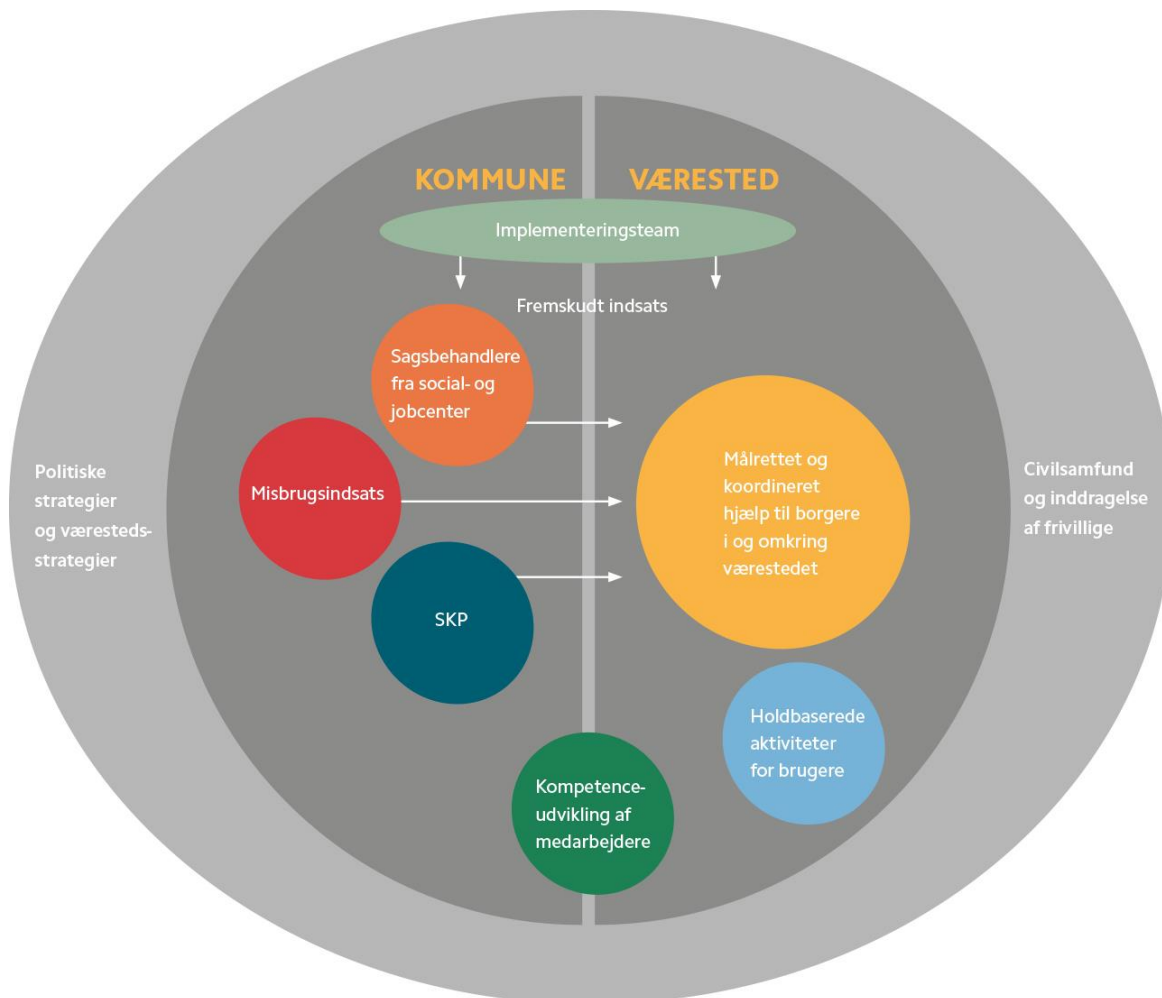 KOMMUNE
VÆRESTED
Implementeringsteam
Fremskudt indsats
Sagsbehandlere
fra social- og
jobcenter
Misbrugsindsats
SKP
Målrettet og
koordineret
hjælp til borgere
i og omkring
værestedet
Holdbaserede
aktiviteter
for brugere
Kompetence-
udvikling af
medarbejdere
Politiske
strategier
og væresteds-
strategier
Civilsamfund
og inddragelse
af frivillige